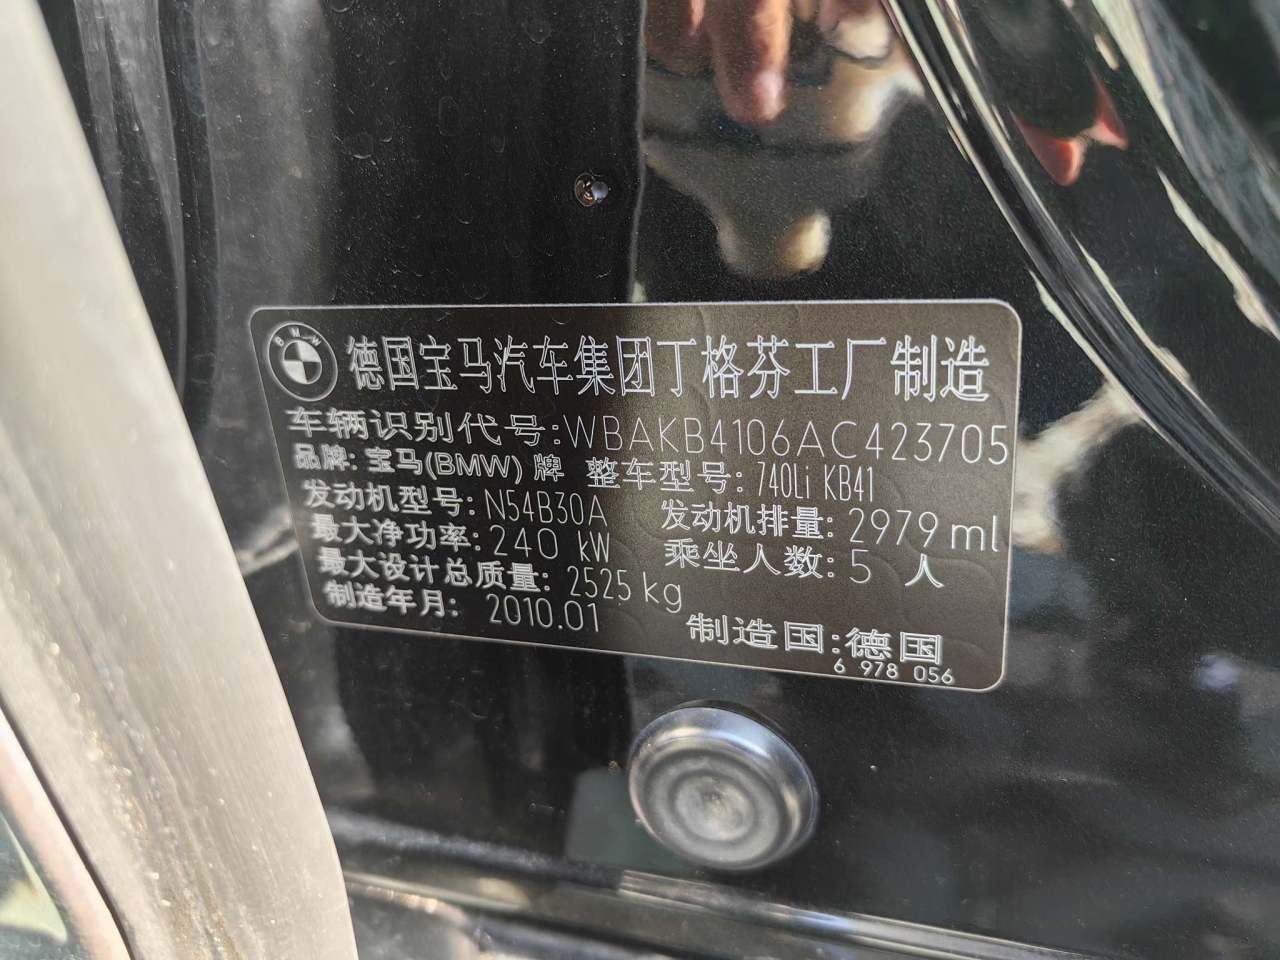 BMW
德国宝马汽车集团丁格芬工厂制造
车辆识别代号:WBAKB4106AC423705
品牌: 宝马(BMW) 牌 整车型号: 740Li KB41
发动机型号: N54B30A 发动机排量: 2979 ml
最大净功率: 240 kW 乘坐人数: 5 人
最大设计总质量: 2525 kg
制造年月: 2010.01 制造国:德国
6 978 056